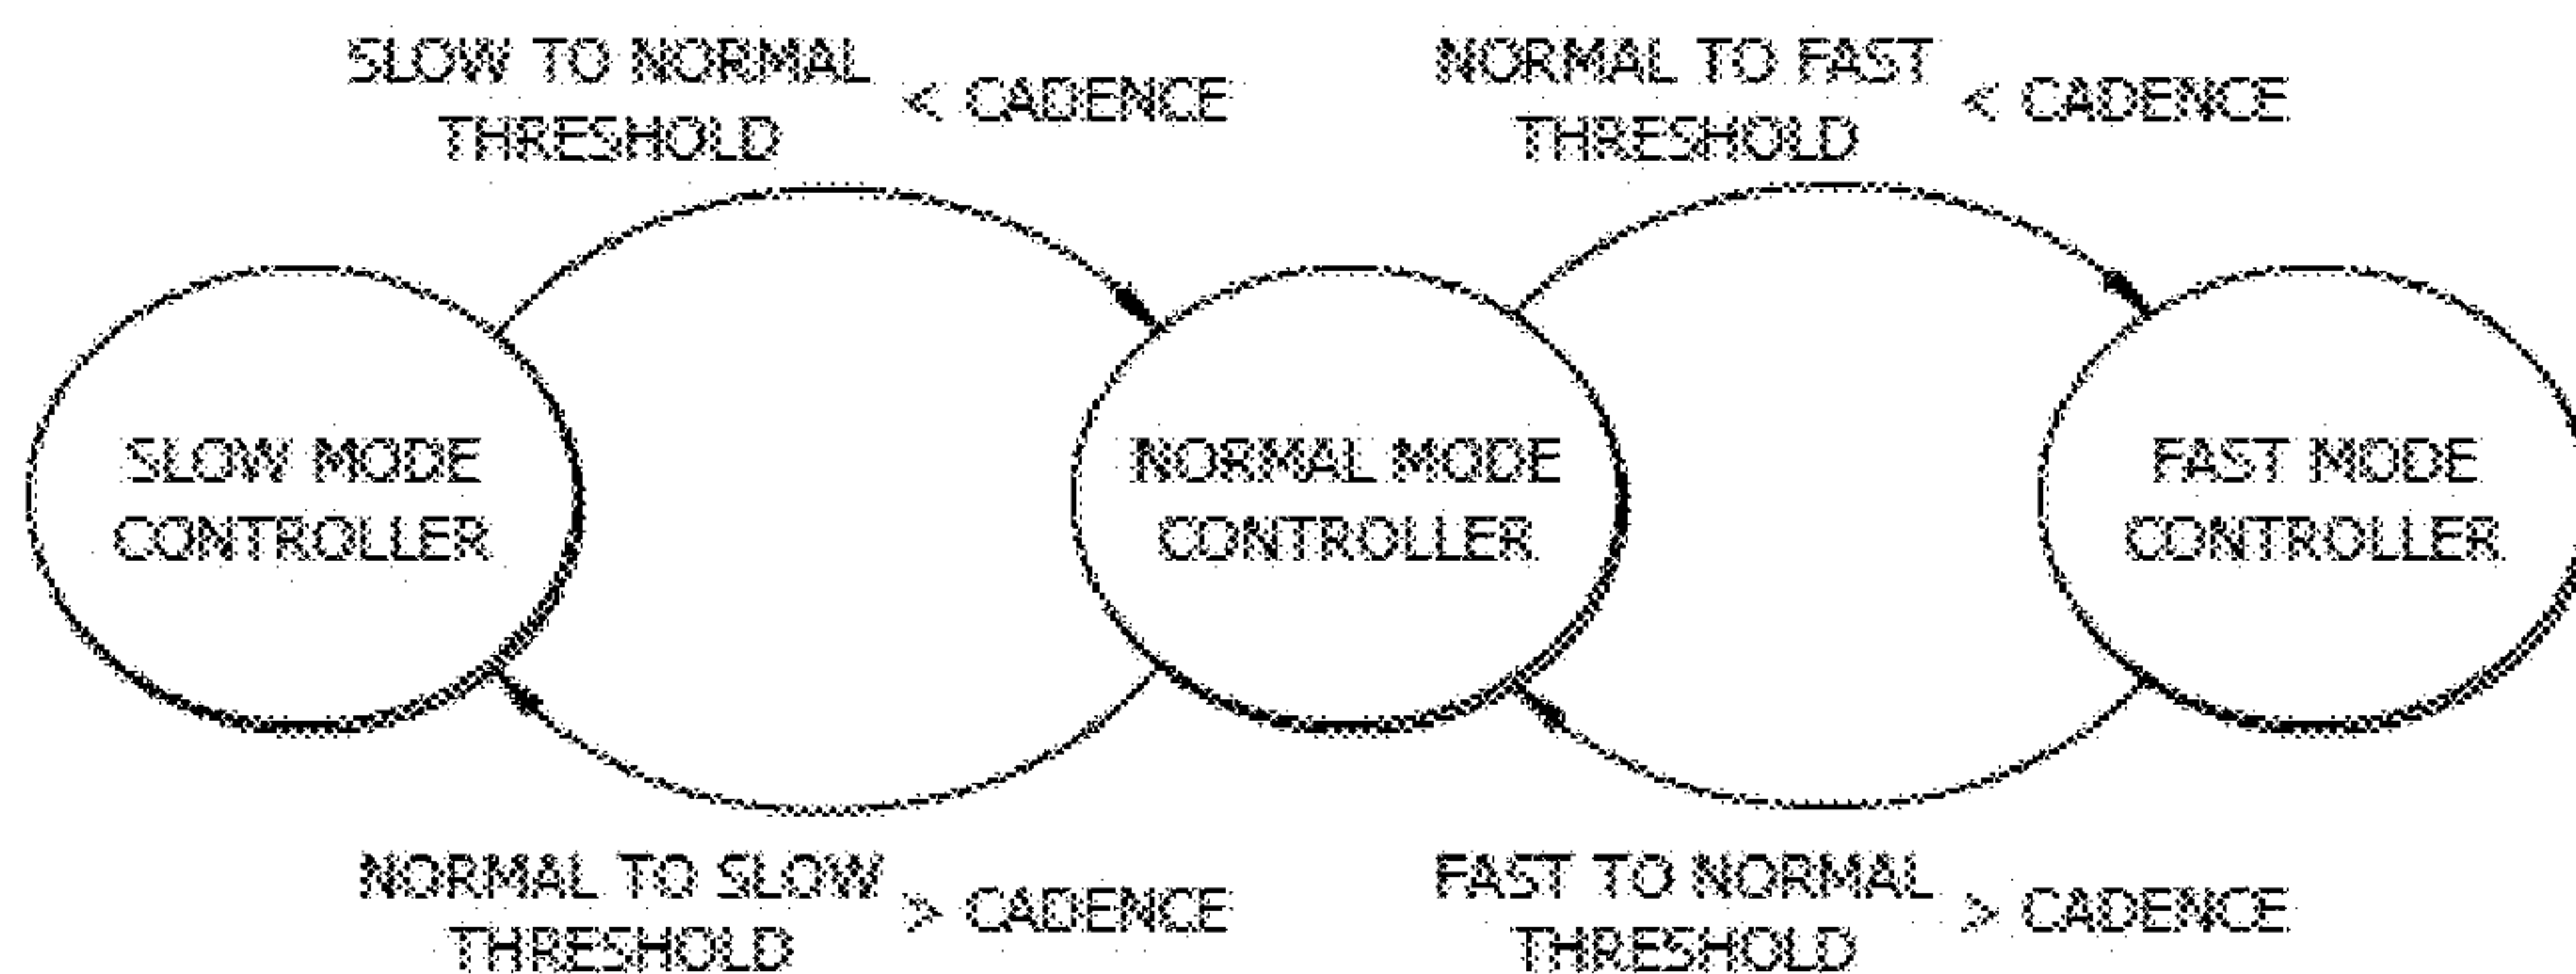 SLOW TO NORMAL
THRESHOLD
< CADENCE
NORMAL TO FAST
THRESHOLD
< CADENCE
SLOW MODE
CONTROLLER
NORMAL MODE
CONTROLLER
FAST MODE
CONTROLLER
NORMAL TO SLOW
THRESHOLD
> CADENCE
FAST TO NORMAL
THRESHOLD
> CADENCE